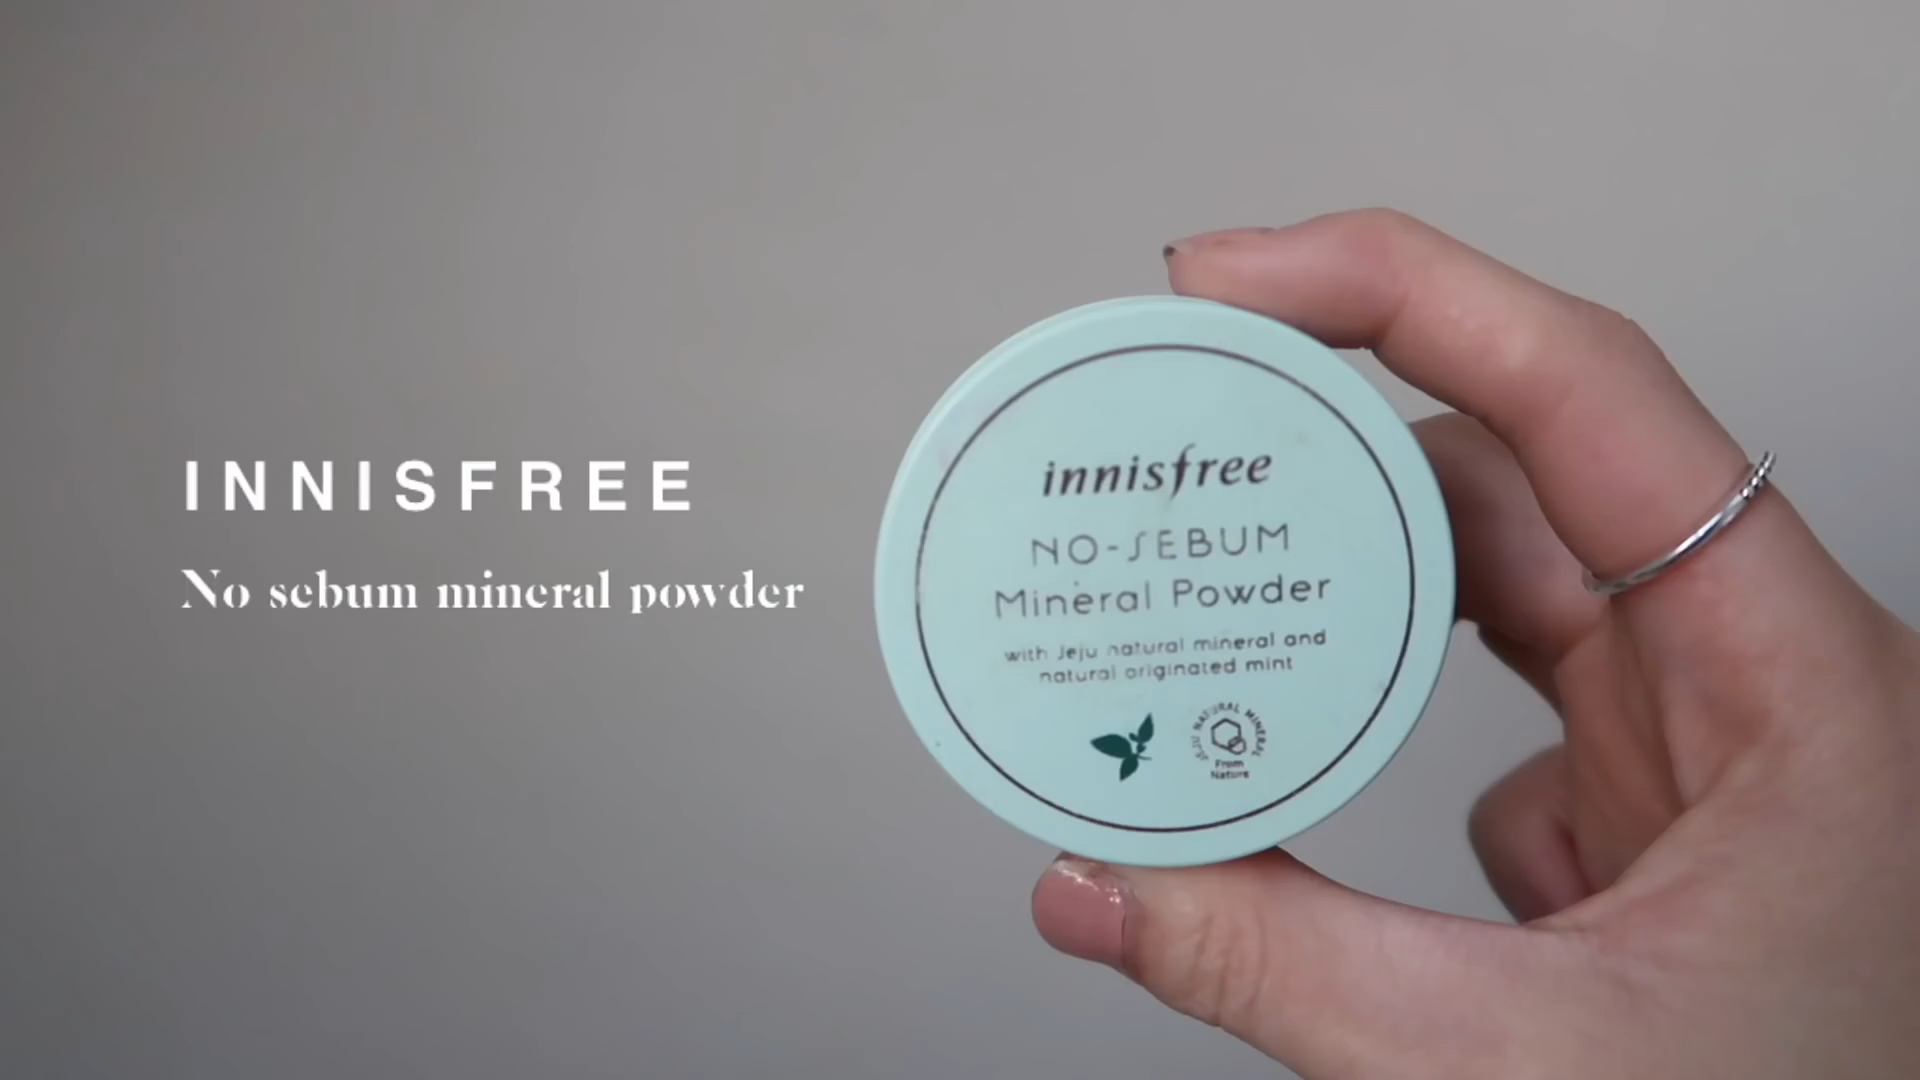 INNISFREE
No sebum mineral powder
innisfree
NO-SEBUM
Mineral Powder
with Jeju natural mineral and
natural originated mint
JEJU NATURAL MINERAL
From
Nature